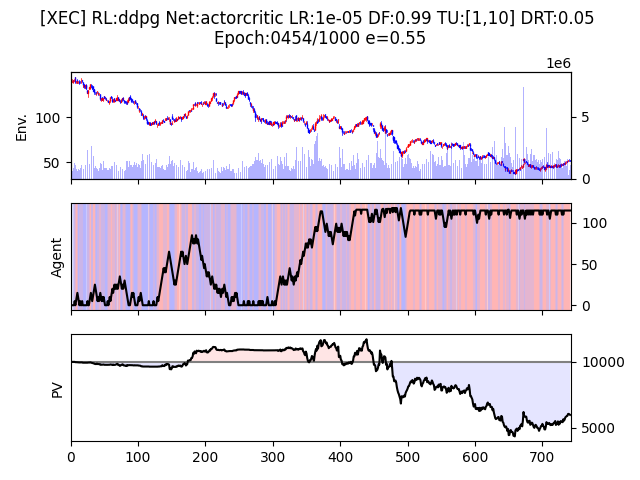 [XEC] RL:ddpg Net:actorcritic LR:1e-05 DF:0.99 TU:[1,10] DRT:0.05
Epoch:0454/1000 e=0.55
1e6
Env.
100
50
5
0
Agent
100
50
0
PV
10000
5000
0 100 200 300 400 500 600 700